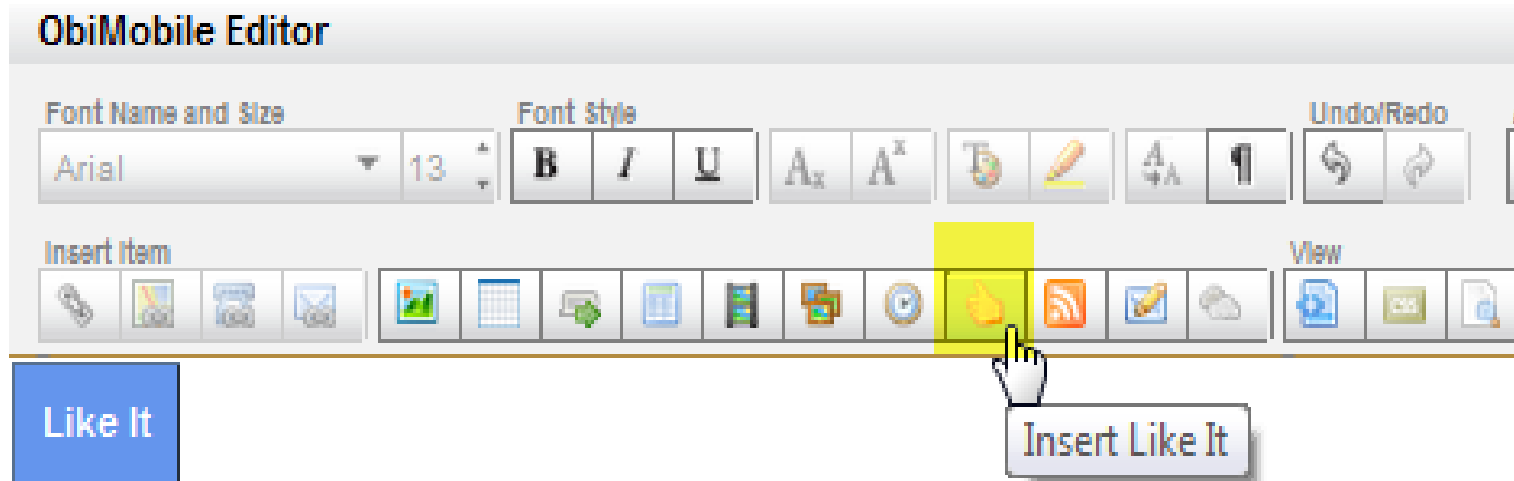 ObiMobile Editor
Font Name and Size Font Style Undo/Redo
Arial 13 B I U
Insert Item View
Like It
Insert Like It